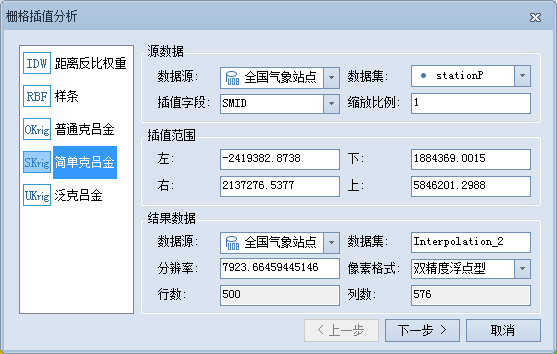 栅格插值分析
IDW 距离反比权重
RBF 样条
OKrig 普通克吕金
SKrig 简单克吕金
UKrig 泛克吕金
源数据
数据源: 全国气象站点 数据集: stationP
插值字段: SMID 缩放比例: 1
插值范围
左: -2419382.8738 下: 1884369.0015
右: 2137276.5377 上: 5846201.2988
结果数据
数据源: 全国气象站点 数据集: Interpolation_2
分辨率: 7923.66459445146 像素格式: 双精度浮点型
行数: 500 列数: 576
< 上一步 下一步 > 取消